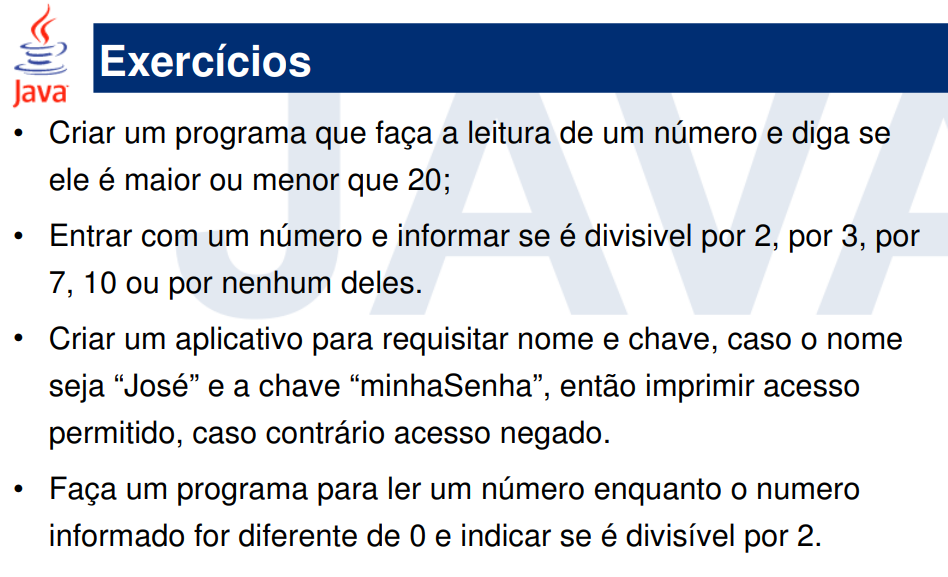 Java
Exercícios
JAVA
• Criar um programa que faça a leitura de um número e diga se
ele é maior ou menor que 20;
• Entrar com um número e informar se é divisivel por 2, por 3, por
7, 10 ou por nenhum deles.
• Criar um aplicativo para requisitar nome e chave, caso o nome
seja “José” e a chave “minhaSenha”, então imprimir acesso
permitido, caso contrário acesso negado.
• Faça um programa para ler um número enquanto o numero
informado for diferente de 0 e indicar se é divisível por 2.